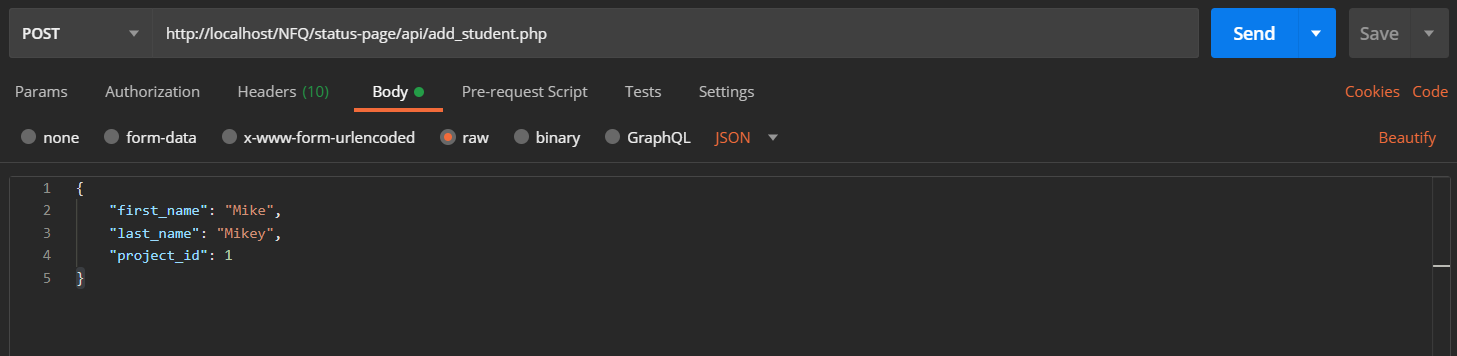 POST http://localhost/NFQ/status-page/api/add_student.php Send Save
Params Authorization Headers (10) Body Pre-request Script Tests Settings Cookies Code
none form-data x-www-form-urlencoded raw binary GraphQL JSON Beautify
1 {
2 "first_name": "Mike",
3 "last_name": "Mikey",
4 "project_id": 1
5 }